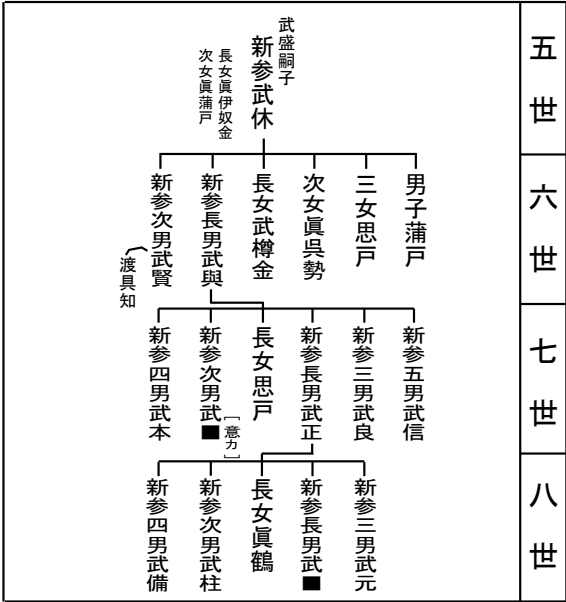 五世
武盛嗣子
新参武休
長女眞伊奴金
次女眞蒲戸
六世
男子蒲戸
三女思戸
次女眞呉勢
長女武樽金
新参長男武與
新参次男武賢
渡具知
七世
新参五男武信
新参三男武良
新参長男武正
長女思戸
新参次男武■
［意カ］
新参四男武本
八世
新参三男武元
新参長男武■
長女眞鶴
新参次男武柱
新参四男武備